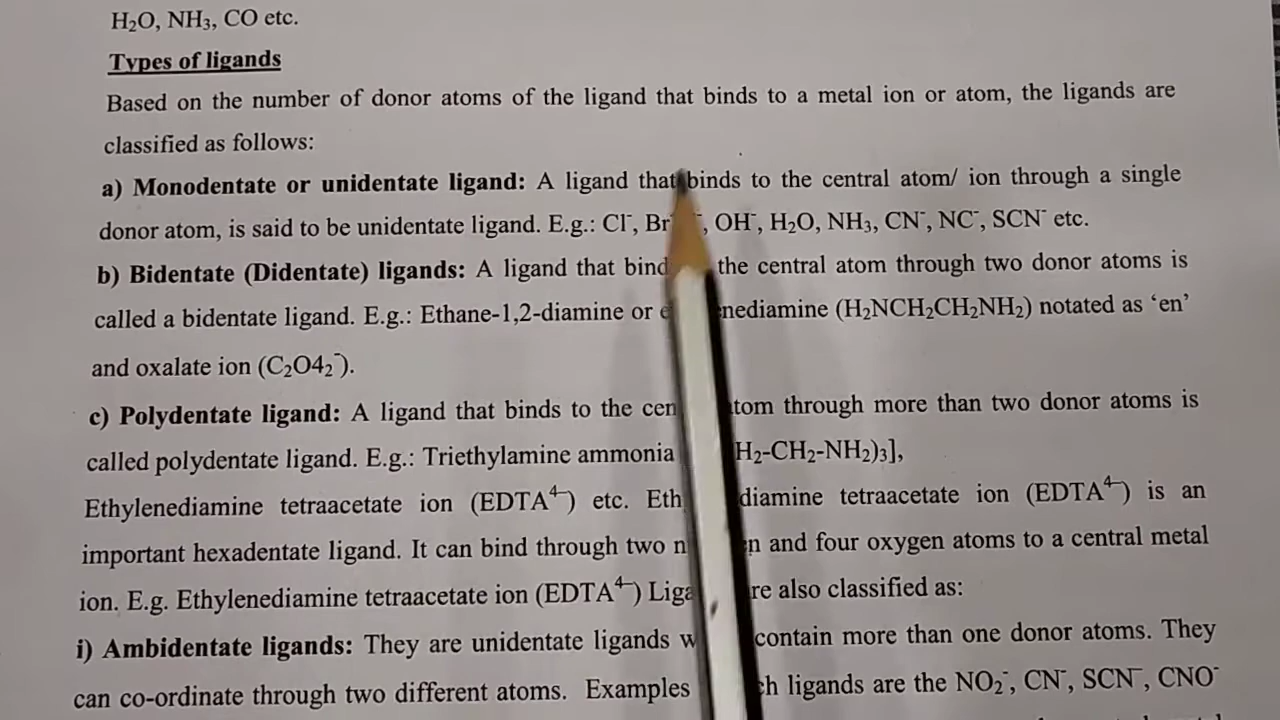 H₂O, NH₃, CO etc.
Types of ligands
Based on the number of donor atoms of the ligand that binds to a metal ion or atom, the ligands are
classified as follows:
a) Monodentate or unidentate ligand: A ligand that binds to the central atom/ ion through a single
donor atom, is said to be unidentate ligand. E.g.: Cl⁻, Br , OH⁻, H₂O, NH₃, CN⁻, NC⁻, SCN⁻ etc.
b) Bidentate (Didentate) ligands: A ligand that bind the central atom through two donor atoms is
called a bidentate ligand. E.g.: Ethane-1,2-diamine or nediamine (H₂NCH₂CH₂NH₂) notated as ‘en’
and oxalate ion (C₂O4₂⁻).
c) Polydentate ligand: A ligand that binds to the cen tom through more than two donor atoms is
called polydentate ligand. E.g.: Triethylamine ammonia H₂-CH₂-NH₂)₃],
Ethylenediamine tetraacetate ion (EDTA⁴⁻) etc. Eth diamine tetraacetate ion (EDTA⁴⁻) is an
important hexadentate ligand. It can bind through two n n and four oxygen atoms to a central metal
ion. E.g. Ethylenediamine tetraacetate ion (EDTA⁴⁻) Liga re also classified as:
i) Ambidentate ligands: They are unidentate ligands w contain more than one donor atoms. They
can co-ordinate through two different atoms. Examples ch ligands are the NO₂⁻, CN⁻, SCN⁻, CNO⁻